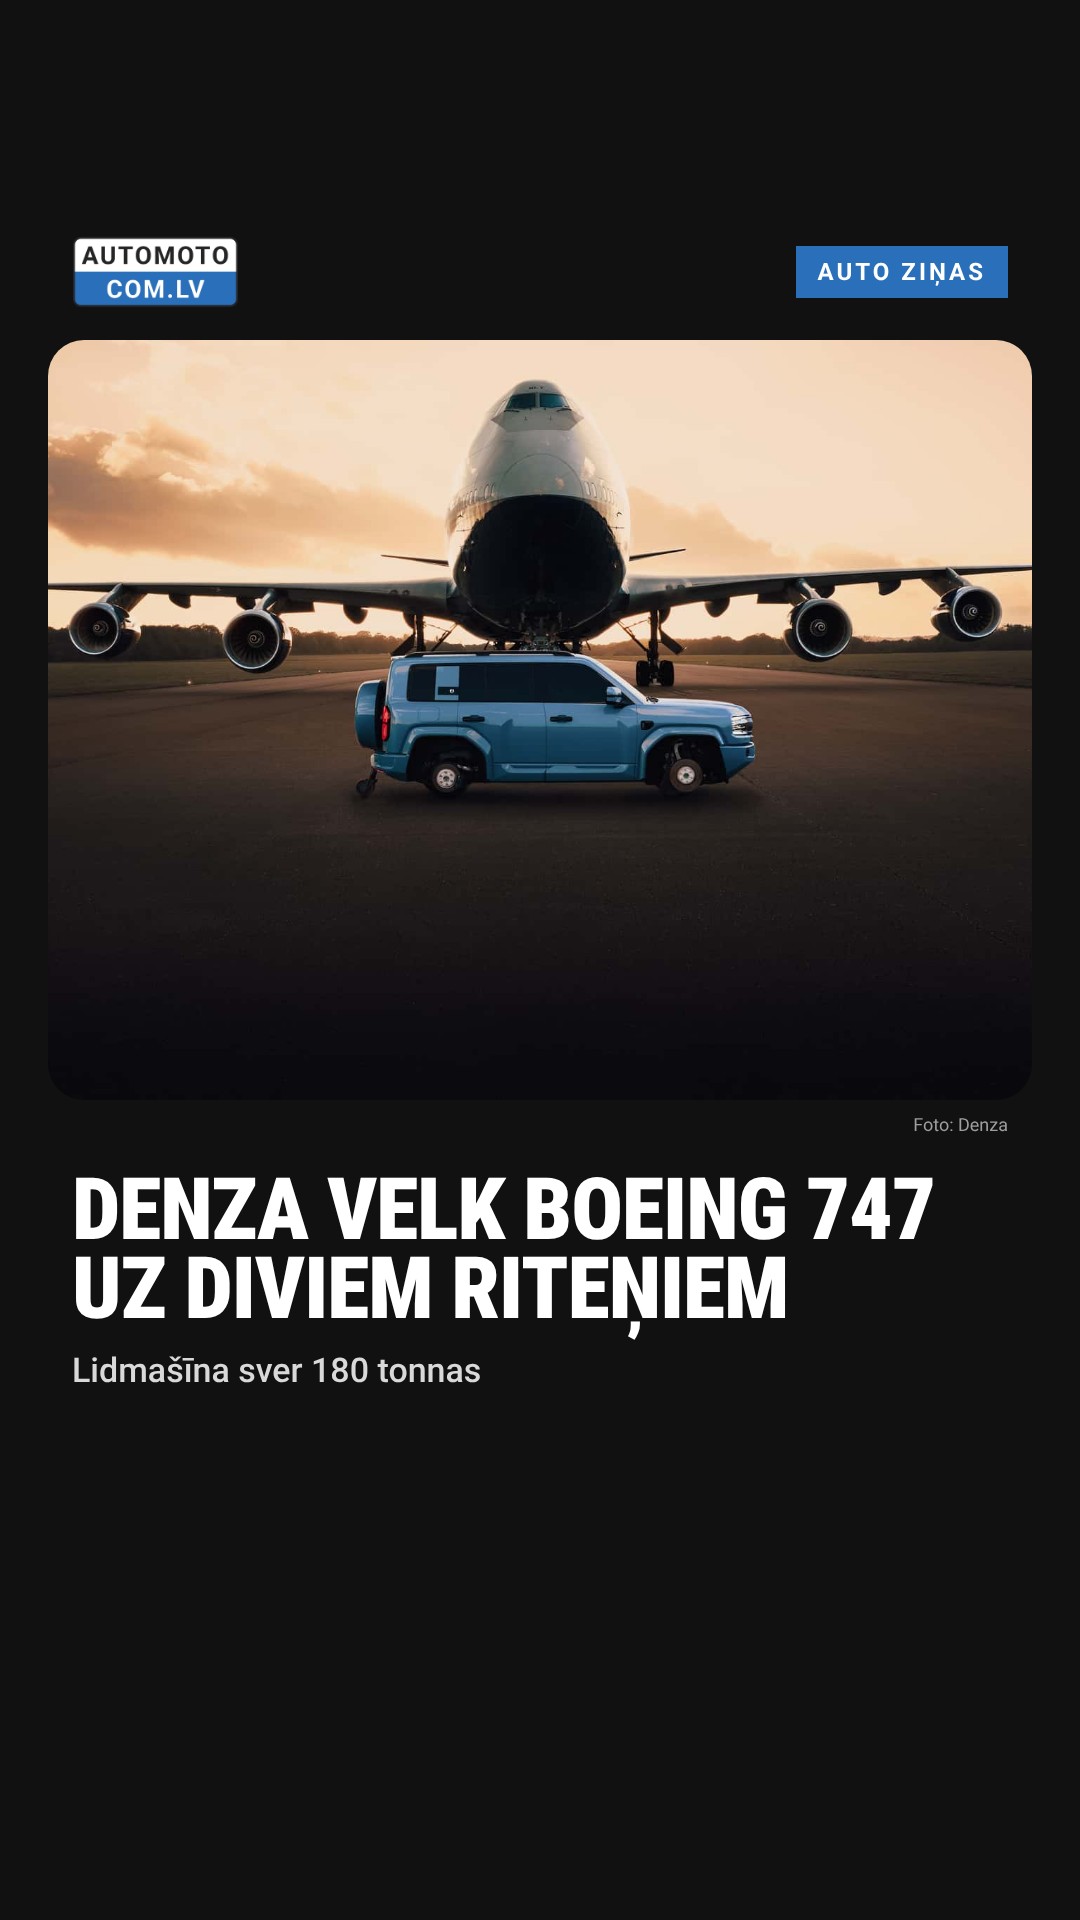 AUTOMOTO
COM.LV
AUTO ZIŅAS
Foto: Denza
DENZA VELK BOEING 747
UZ DIVIEM RITEŅIEM
Lidmašīna sver 180 tonnas